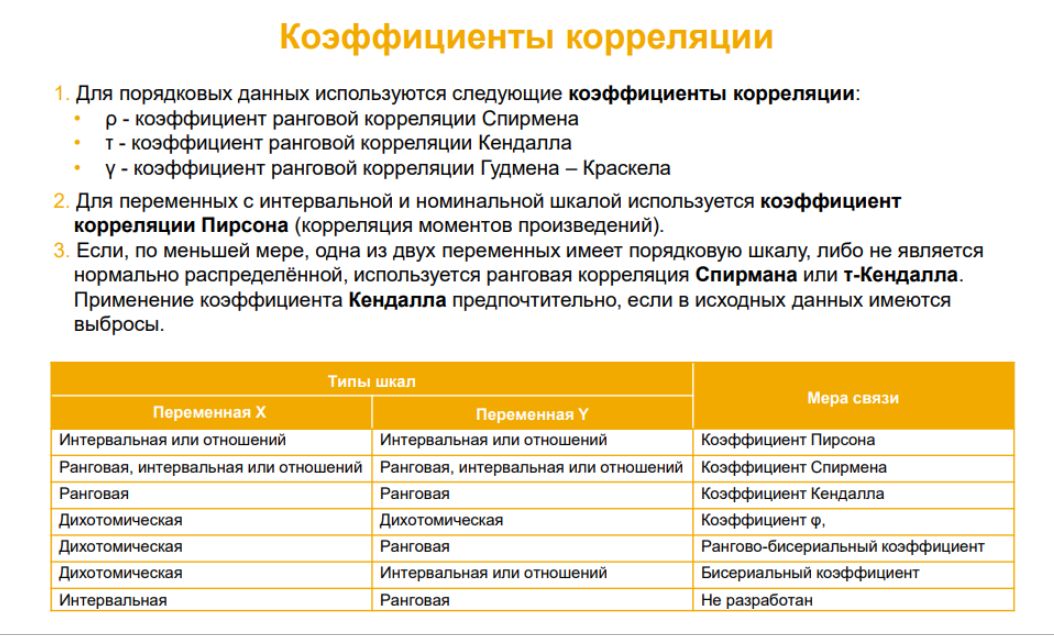 Коэффициенты корреляции
1. Для порядковых данных используются следующие коэффициенты корреляции:
• ρ - коэффициент ранговой корреляции Спирмена
• τ - коэффициент ранговой корреляции Кендалла
• γ - коэффициент ранговой корреляции Гудмена – Краскела
2. Для переменных с интервальной и номинальной шкалой используется коэффициент
корреляции Пирсона (корреляция моментов произведений).
3. Если, по меньшей мере, одна из двух переменных имеет порядковую шкалу, либо не является
нормально распределённой, используется ранговая корреляция Спирмана или τ-Кендалла.
Применение коэффициента Кендалла предпочтительно, если в исходных данных имеются
выбросы.
Типы шкал
Мера связи
Переменная X
Переменная Y
Интервальная или отношений Интервальная или отношений Коэффициент Пирсона
Ранговая, интервальная или отношений Ранговая, интервальная или отношений Коэффициент Спирмена
Ранговая Ранговая Коэффициент Кендалла
Дихотомическая Дихотомическая Коэффициент φ,
Дихотомическая Ранговая Рангово-бисериальный коэффициент
Дихотомическая Интервальная или отношений Бисериальный коэффициент
Интервальная Ранговая Не разработан